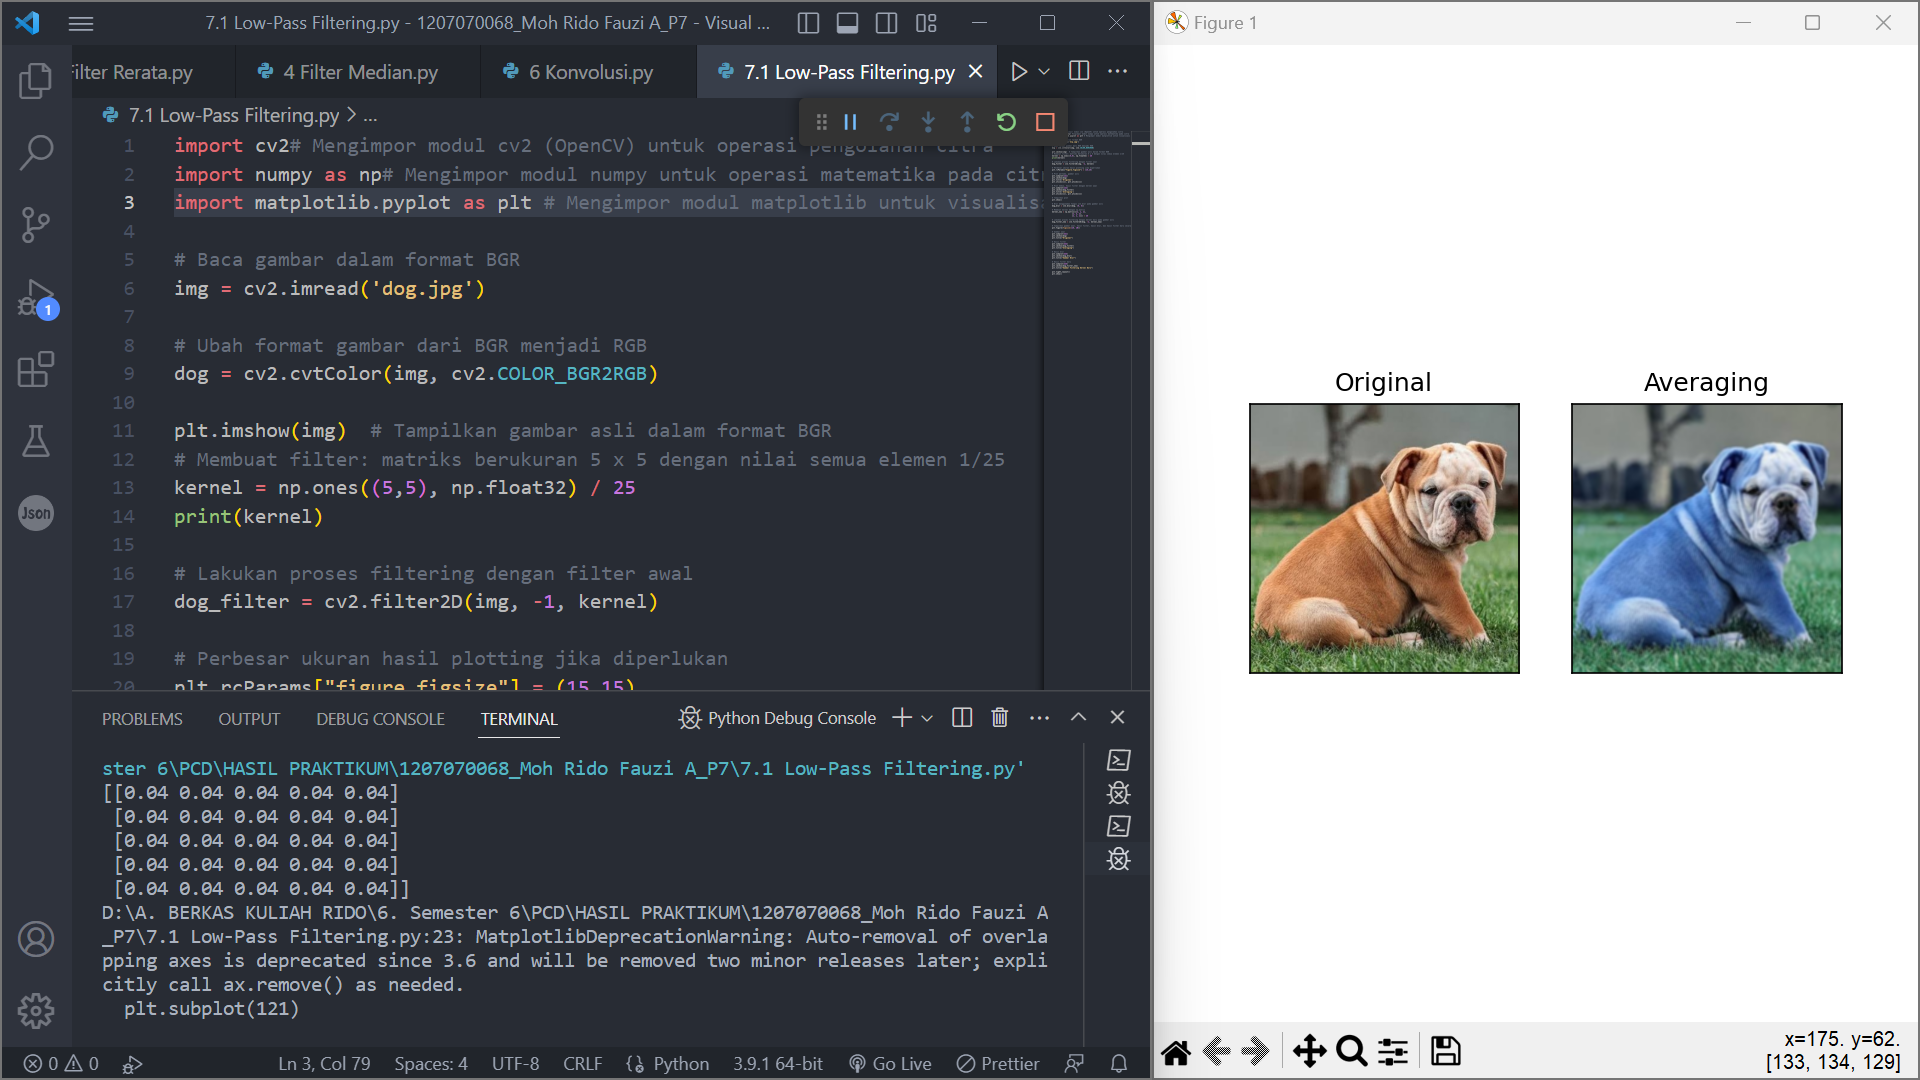 7.1 Low-Pass Filtering.py - 1207070068_Moh Rido Fauzi A_P7 - Visual ...
Filter Rerata.py
4 Filter Median.py
6 Konvolusi.py
7.1 Low-Pass Filtering.py
7.1 Low-Pass Filtering.py > ...
1 import cv2# Mengimpor modul cv2 (OpenCV) untuk operasi pengolahan citra
2 import numpy as np# Mengimpor modul numpy untuk operasi matematika pada citr
3 import matplotlib.pyplot as plt # Mengimpor modul matplotlib untuk visualisa
4
5 # Baca gambar dalam format BGR
6 img = cv2.imread('dog.jpg')
7
8 # Ubah format gambar dari BGR menjadi RGB
9 dog = cv2.cvtColor(img, cv2.COLOR_BGR2RGB)
10
11 plt.imshow(img)  # Tampilkan gambar asli dalam format BGR
12 # Membuat filter: matriks berukuran 5 x 5 dengan nilai semua elemen 1/25
13 kernel = np.ones((5,5), np.float32) / 25
14 print(kernel)
15
16 # Lakukan proses filtering dengan filter awal
17 dog_filter = cv2.filter2D(img, -1, kernel)
18
19 # Perbesar ukuran hasil plotting jika diperlukan
20 plt.rcParams["figure.figsize"] = (15,15)
1
Json
PROBLEMS OUTPUT DEBUG CONSOLE TERMINAL
Python Debug Console
ster 6\PCD\HASIL PRAKTIKUM\1207070068_Moh Rido Fauzi A_P7\7.1 Low-Pass Filtering.py'
[[0.04 0.04 0.04 0.04 0.04]
 [0.04 0.04 0.04 0.04 0.04]
 [0.04 0.04 0.04 0.04 0.04]
 [0.04 0.04 0.04 0.04 0.04]
 [0.04 0.04 0.04 0.04 0.04]]
D:\A. BERKAS KULIAH RIDO\6. Semester 6\PCD\HASIL PRAKTIKUM\1207070068_Moh Rido Fauzi A
_P7\7.1 Low-Pass Filtering.py:23: MatplotlibDeprecationWarning: Auto-removal of overla
pping axes is deprecated since 3.6 and will be removed two minor releases later; expli
citly call ax.remove() as needed.
  plt.subplot(121)
0 0 Ln 3, Col 79 Spaces: 4 UTF-8 CRLF Python 3.9.1 64-bit Go Live Prettier
Figure 1
Original
Averaging
x=175. y=62.
[133, 134, 129]